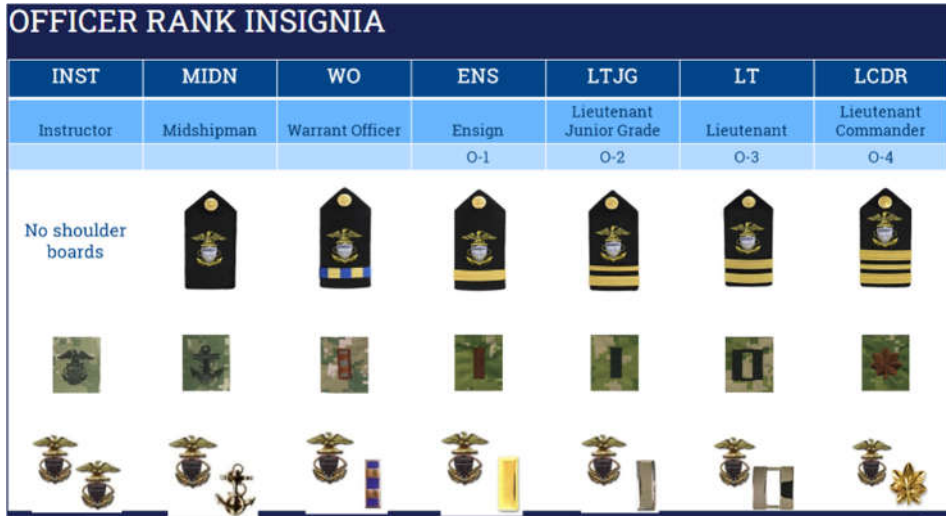 OFFICER RANK INSIGNIA
INST MIDN WO ENS LTJG LT LCDR
Instructor Midshipman Warrant Officer Ensign Lieutenant Junior Grade Lieutenant Lieutenant Commander
O-1 O-2 O-3 O-4
No shoulder
boards